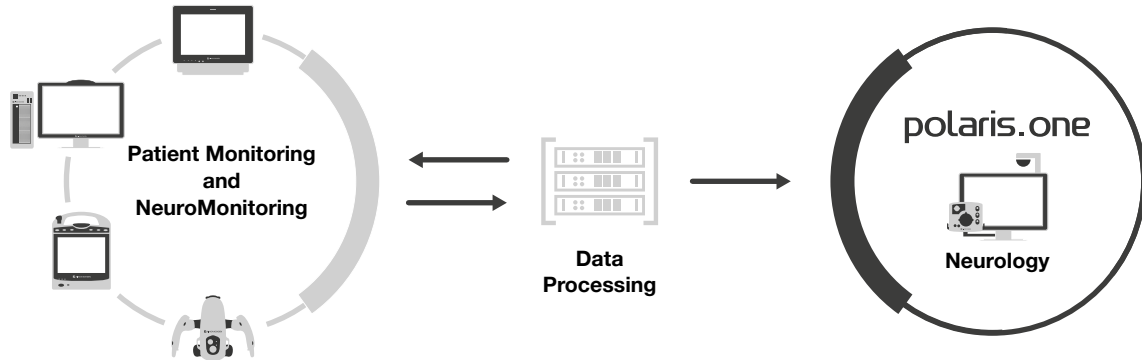 Patient Monitoring
and
NeuroMonitoring
Data
Processing
polaris.one
Neurology